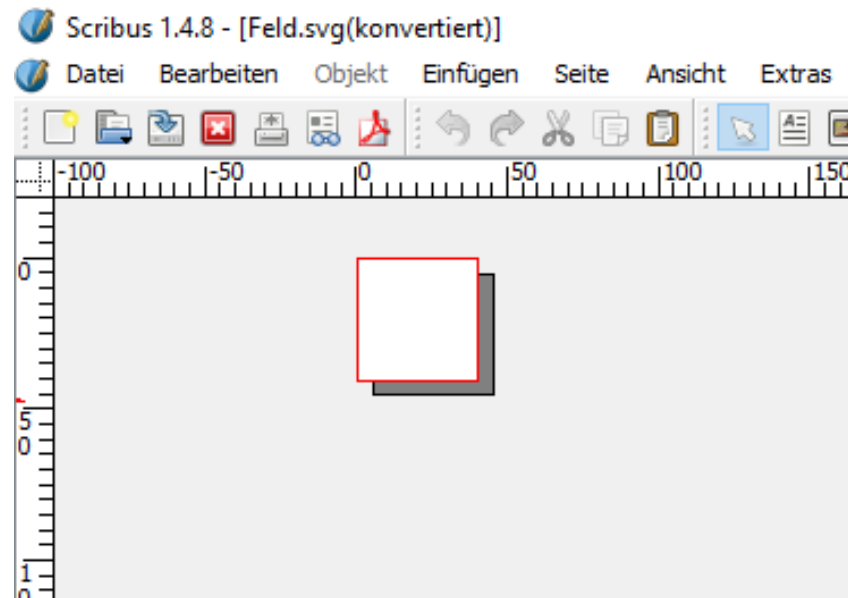 Scribus 1.4.8 - [Feld.svg(konvertiert)]
Datei Bearbeiten Objekt Einfügen Seite Ansicht Extras
-100 -50 0 50 100 150
0
5
0
1
0